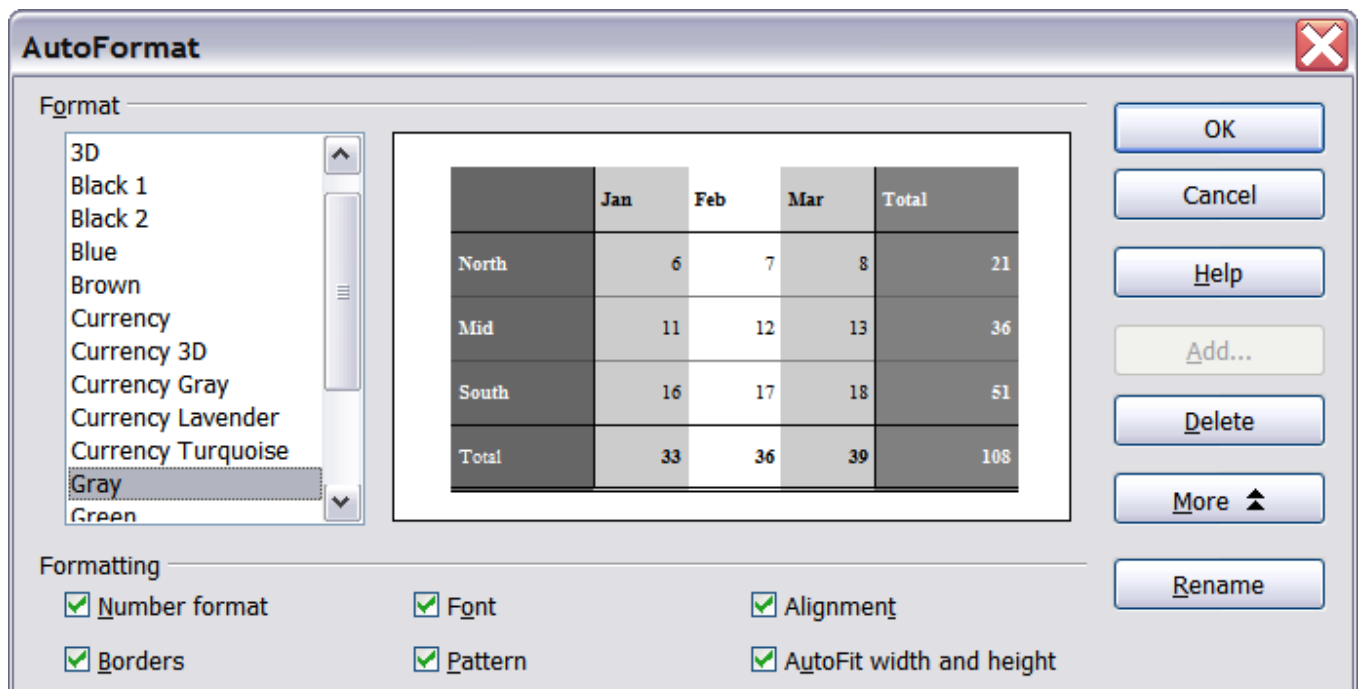 AutoFormat
Format
3D
Black 1
Black 2
Blue
Brown
Currency
Currency 3D
Currency Gray
Currency Lavender
Currency Turquoise
Gray
Green
Jan Feb Mar Total
North 6 7 8 21
Mid 11 12 13 36
South 16 17 18 51
Total 33 36 39 108
OK
Cancel
Help
Add...
Delete
More
Rename
Formatting
Number format Font Alignment
Borders Pattern AutoFit width and height